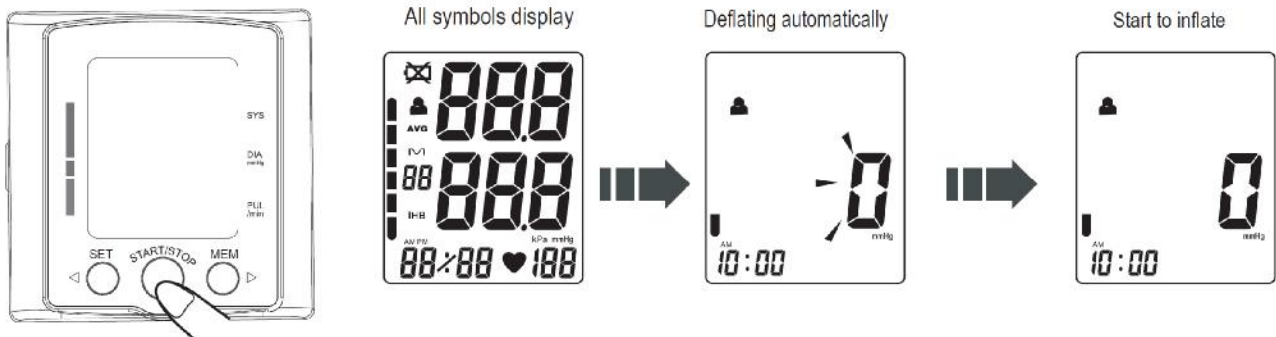 All symbols display
Deflating automatically
Start to inflate
SYS
DIA
mmHg
PUL
/min
SET
START/STOP
MEM
888
AVG
M
88
888
IHB
AM PM
kPa mmHg
88/:88
188
0
mmHg
AM
10:00
0
mmHg
AM
10:00